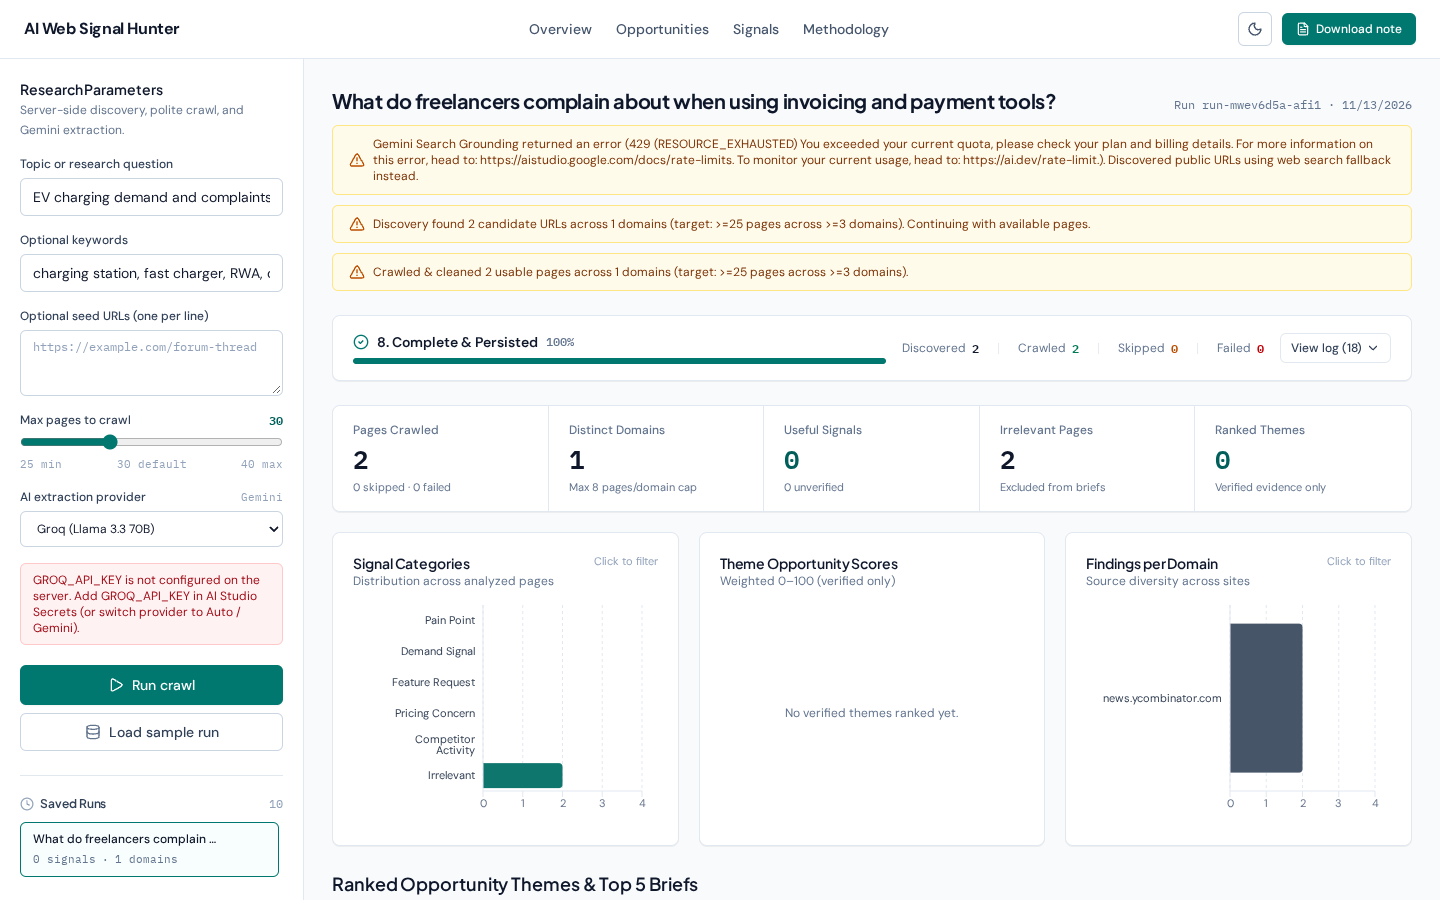 AI Web Signal Hunter
Overview
Opportunities
Signals
Methodology
Download note
Research Parameters
Server-side discovery, polite crawl, and
Gemini extraction.
Topic or research question
EV charging demand and complaints
Optional keywords
charging station, fast charger, RWA,
Optional seed URLs (one per line)
https://example.com/forum-thread
Max pages to crawl
30
25 min
30 default
40 max
AI extraction provider
Gemini
Groq (Llama 3.3 70B)
GROQ_API_KEY is not configured on the
server. Add GROQ_API_KEY in AI Studio
Secrets (or switch provider to Auto /
Gemini).
Run crawl
Load sample run
Saved Runs
10
What do freelancers complain ...
0 signals · 1 domains
What do freelancers complain about when using invoicing and payment tools?
Run run-mwev6d5a-afi1 · 11/13/2026
Gemini Search Grounding returned an error (429 (RESOURCE_EXHAUSTED) You exceeded your current quota, please check your plan and billing details. For more information on
this error, head to: https://aistudio.google.com/docs/rate-limits. To monitor your current usage, head to: https://ai.dev/rate-limit.). Discovered public URLs using web search fallback
instead.
Discovery found 2 candidate URLs across 1 domains (target: >=25 pages across >=3 domains). Continuing with available pages.
Crawled & cleaned 2 usable pages across 1 domains (target: >=25 pages across >=3 domains).
8. Complete & Persisted 100%
Discovered 2
Crawled 2
Skipped 0
Failed 0
View log (18)
Pages Crawled
2
0 skipped · 0 failed
Distinct Domains
1
Max 8 pages/domain cap
Useful Signals
0
0 unverified
Irrelevant Pages
2
Excluded from briefs
Ranked Themes
0
Verified evidence only
Signal Categories
Click to filter
Distribution across analyzed pages
Pain Point
Demand Signal
Feature Request
Pricing Concern
Competitor
Activity
Irrelevant
0 1 2 3 4
Theme Opportunity Scores
Weighted 0–100 (verified only)
No verified themes ranked yet.
Findings per Domain
Click to filter
Source diversity across sites
news.ycombinator.com
0 1 2 3 4
Ranked Opportunity Themes & Top 5 Briefs